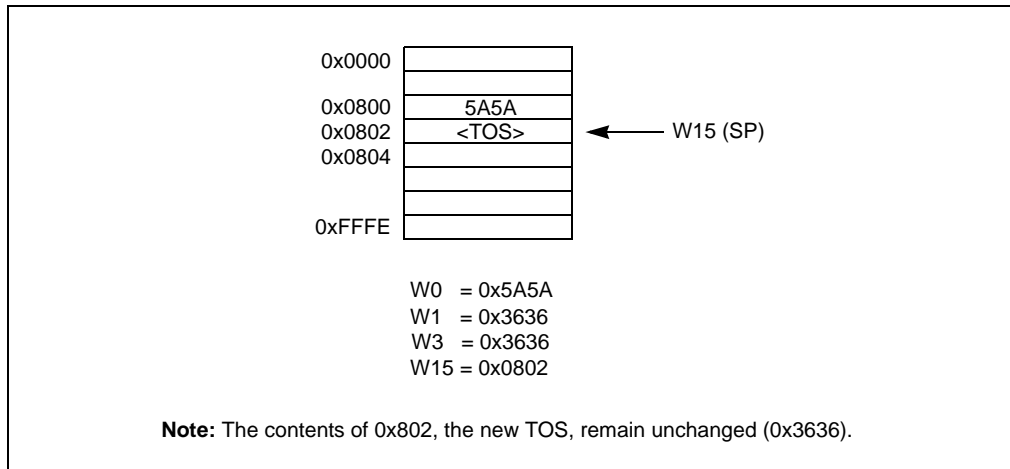 0x0000
0x0800 5A5A
0x0802 <TOS> W15 (SP)
0x0804
0xFFFE
W0 = 0x5A5A
W1 = 0x3636
W3 = 0x3636
W15 = 0x0802
Note: The contents of 0x802, the new TOS, remain unchanged (0x3636).